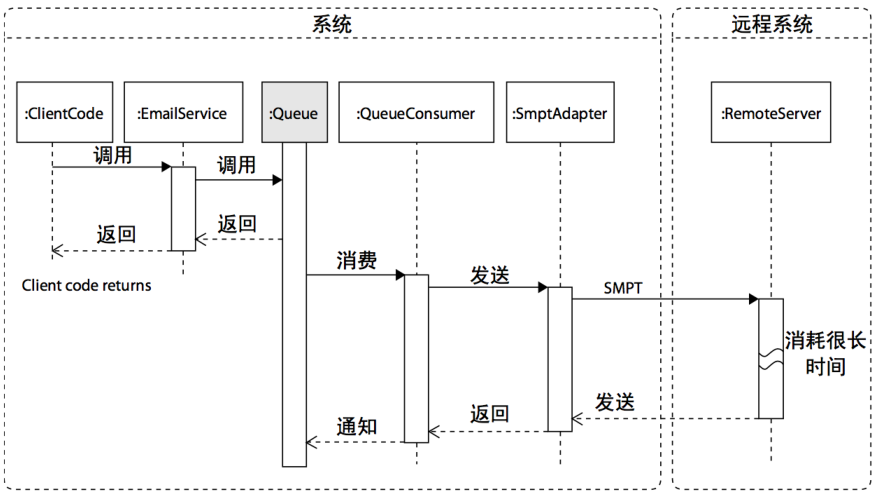 系统
远程系统
:ClientCode
:EmailService
:Queue
:QueueConsumer
:SmptAdapter
:RemoteServer
调用
调用
返回
返回
Client code returns
消费
发送
SMPT
消耗很长
时间
发送
返回
通知